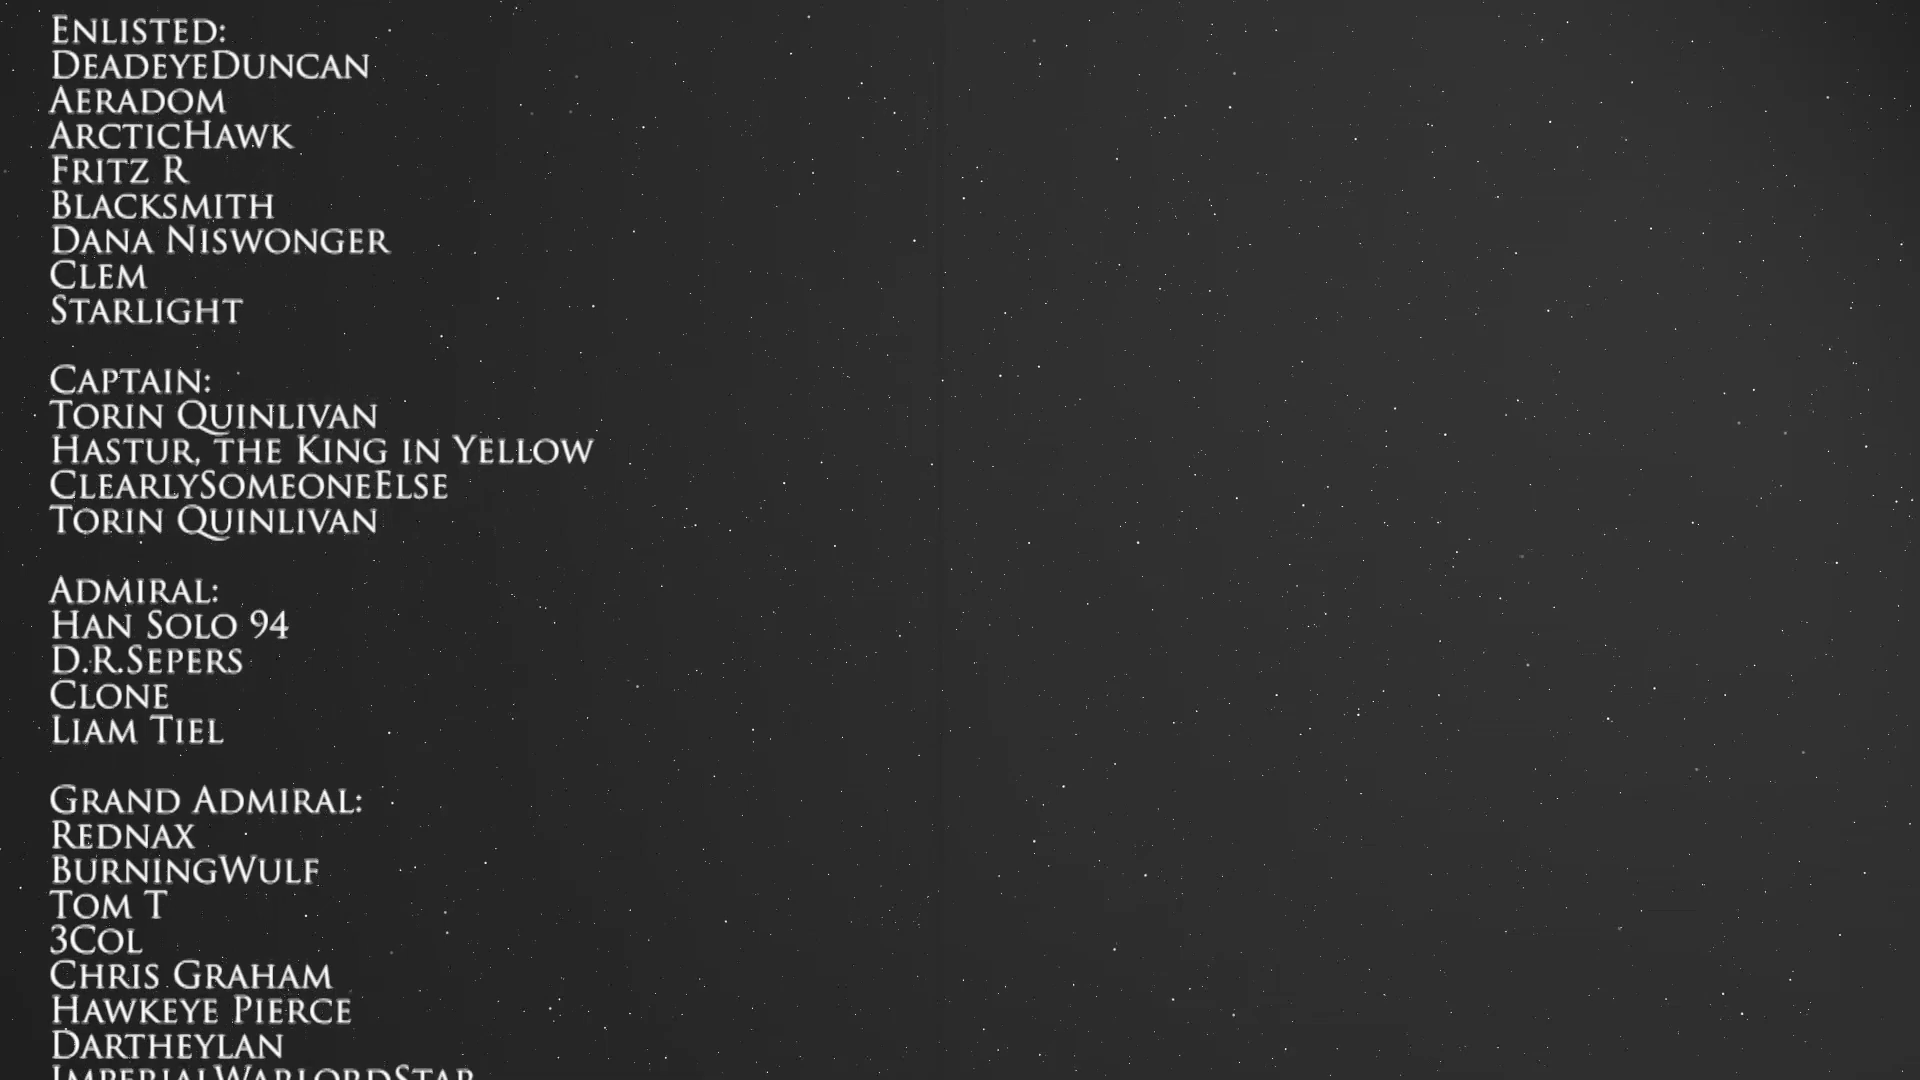 Enlisted:
DeadeyeDuncan
Aeradom
ArcticHawk
Fritz R
Blacksmith
Dana Niswonger
Clem
Starlight
Captain:
Torin Quinlivan
Hastur, the King in Yellow
ClearlySomeoneElse
Torin Quinlivan
Admiral:
Han Solo 94
D.R.Sepers
Clone
Liam Tiel
Grand Admiral:
Rednax
BurningWulf
Tom T
3Col
Chris Graham
Hawkeye Pierce
Dartheylan
ImperialWarlordStar